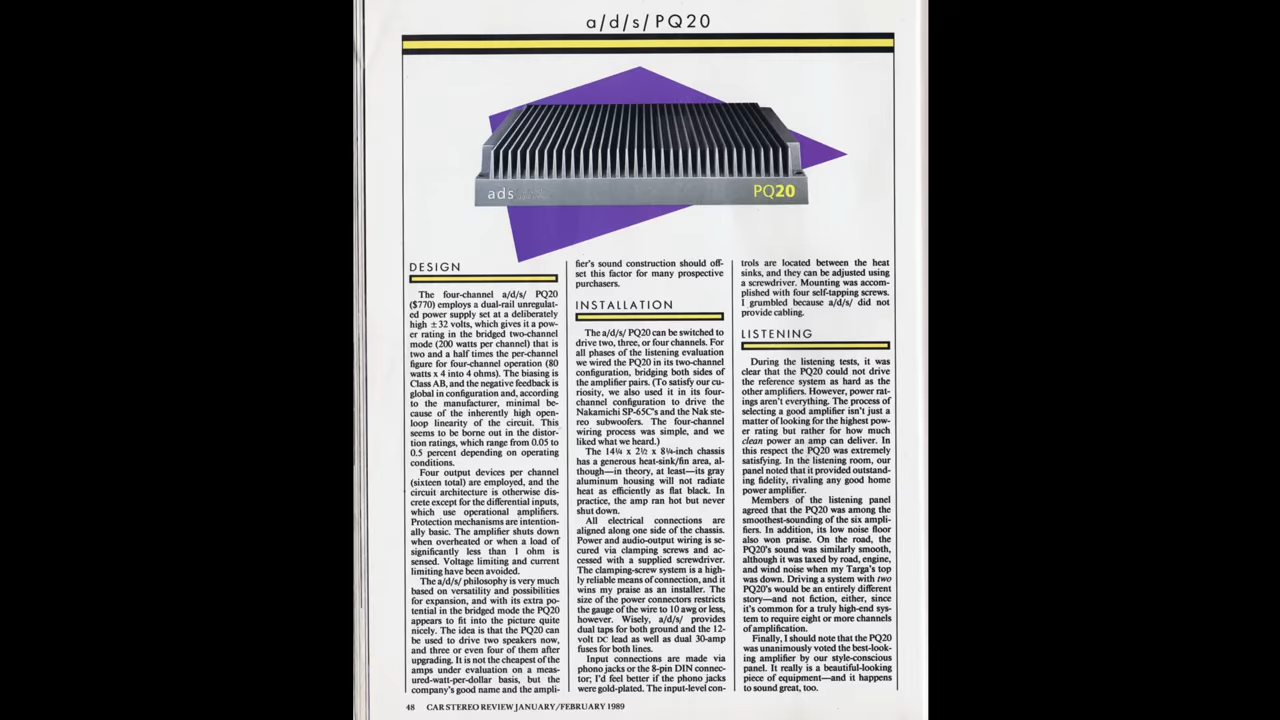 a/d/s/ PQ20
ads
PQ20
DESIGN
The four-channel a/d/s/ PQ20
($770) employs a dual-rail unregulat-
ed power supply set at a deliberately
high ± 32 volts, which gives it a pow-
er rating in the bridged two-channel
mode (200 watts per channel) that is
two and a half times the per-channel
figure for four-channel operation (80
watts x 4 into 4 ohms). The biasing is
Class AB, and the negative feedback is
global in configuration and, according
to the manufacturer, minimal be-
cause of the inherently high open-
loop linearity of the circuit. This
seems to be borne out in the distor-
tion ratings, which range from 0.05 to
0.5 percent depending on operating
conditions.
Four output devices per channel
(sixteen total) are employed, and the
circuit architecture is otherwise dis-
crete except for the differential inputs,
which use operational amplifiers.
Protection mechanisms are intention-
ally basic. The amplifier shuts down
when overheated or when a load of
significantly less than 1 ohm is
sensed. Voltage limiting and current
limiting have been avoided.
The a/d/s/ philosophy is very much
based on versatility and possibilities
for expansion, and with its extra po-
tential in the bridged mode the PQ20
appears to fit into the picture quite
nicely. The idea is that the PQ20 can
be used to drive two speakers now,
and three or even four of them after
upgrading. It is not the cheapest of the
amps under evaluation on a meas-
ured-watt-per-dollar basis, but the
company's good name and the ampli-
fier's sound construction should off-
set this factor for many prospective
purchasers.
INSTALLATION
The a/d/s/ PQ20 can be switched to
drive two, three, or four channels. For
all phases of the listening evaluation
we wired the PQ20 in its two-channel
configuration, bridging both sides of
the amplifier pairs. (To satisfy our cu-
riosity, we also used it in its four-
channel configuration to drive the
Nakamichi SP-65C's and the Nak ste-
reo subwoofers. The four-channel
wiring process was simple, and we
liked what we heard.)
The 14¼ x 2½ x 8¼-inch chassis
has a generous heat-sink/fin area, al-
though—in theory, at least—its gray
aluminum housing will not radiate
heat as efficiently as flat black. In
practice, the amp ran hot but never
shut down.
All electrical connections are
aligned along one side of the chassis.
Power and audio-output wiring is se-
cured via clamping screws and ac-
cessed with a supplied screwdriver.
The clamping-screw system is a high-
ly reliable means of connection, and it
wins my praise as an installer. The
size of the power connectors restricts
the gauge of the wire to 10 awg or less,
however. Wisely, a/d/s/ provides
dual taps for both ground and the 12-
volt DC lead as well as dual 30-amp
fuses for both lines.
Input connections are made via
phono jacks or the 8-pin DIN connec-
tor; I'd feel better if the phono jacks
were gold-plated. The input-level con-
trols are located between the heat
sinks, and they can be adjusted using
a screwdriver. Mounting was accom-
plished with four self-tapping screws.
I grumbled because a/d/s/ did not
provide cabling.
LISTENING
During the listening tests, it was
clear that the PQ20 could not drive
the reference system as hard as the
other amplifiers. However, power rat-
ings aren't everything. The process of
selecting a good amplifier isn't just a
matter of looking for the highest pow-
er rating but rather for how much
clean power an amp can deliver. In
this respect the PQ20 was extremely
satisfying. In the listening room, our
panel noted that it provided outstand-
ing fidelity, rivaling any good home
power amplifier.
Members of the listening panel
agreed that the PQ20 was among the
smoothest-sounding of the six ampli-
fiers. In addition, its low noise floor
also won praise. On the road, the
PQ20's sound was similarly smooth,
although it was taxed by road, engine,
and wind noise when my Targa's top
was down. Driving a system with two
PQ20's would be an entirely different
story—and not fiction, either, since
it's common for a truly high-end sys-
tem to require eight or more channels
of amplification.
Finally, I should note that the PQ20
was unanimously voted the best-look-
ing amplifier by our style-conscious
panel. It really is a beautiful-looking
piece of equipment—and it happens
to sound great, too.
48 CAR STEREO REVIEW JANUARY/FEBRUARY 1989